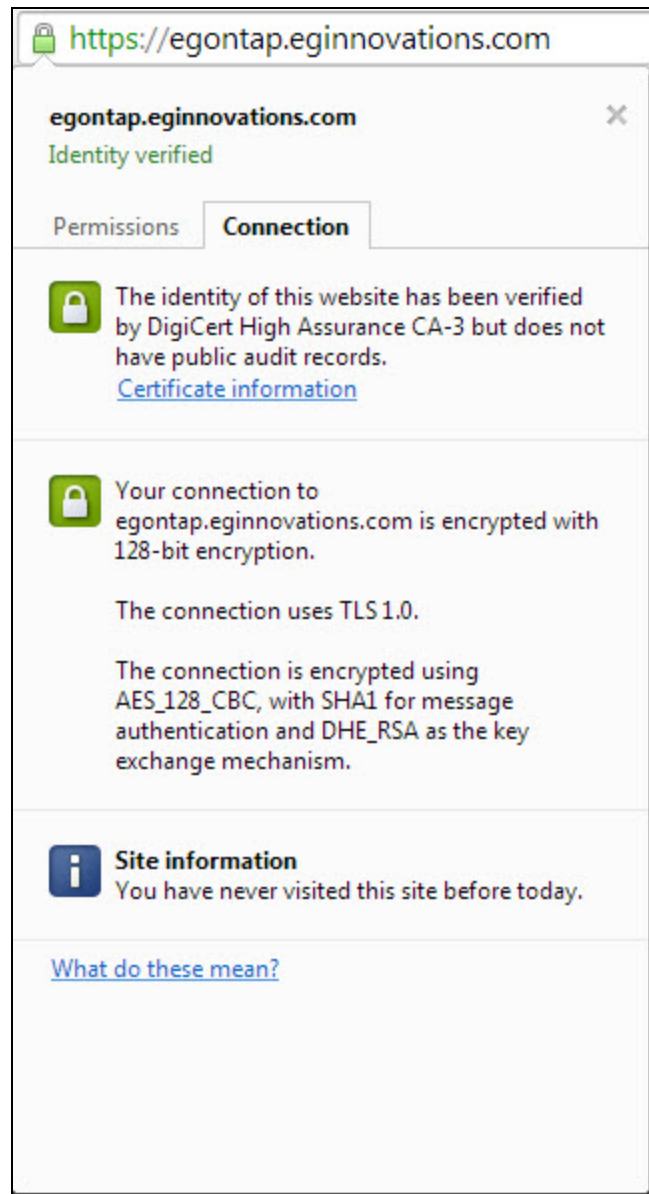 https://egontap.eginnovations.com
egontap.eginnovations.com
Identity verified
Permissions
Connection
The identity of this website has been verified
by DigiCert High Assurance CA-3 but does not
have public audit records.
Certificate information
Your connection to
egontap.eginnovations.com is encrypted with
128-bit encryption.
The connection uses TLS 1.0.
The connection is encrypted using
AES_128_CBC, with SHA1 for message
authentication and DHE_RSA as the key
exchange mechanism.
Site information
You have never visited this site before today.
What do these mean?